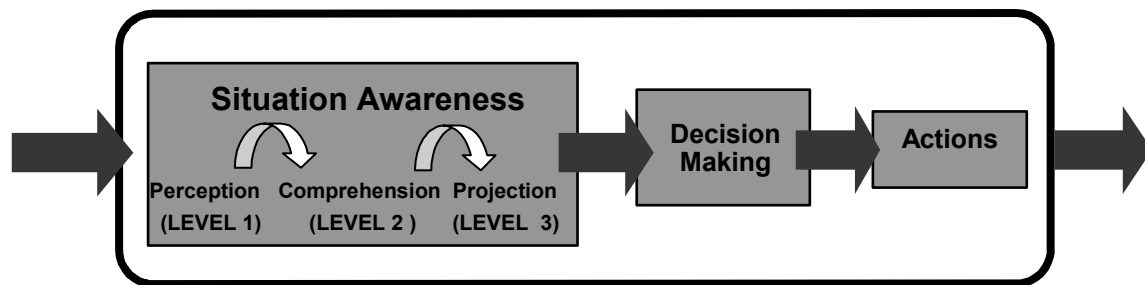 Situation Awareness
Perception
(LEVEL 1)
Comprehension
(LEVEL 2 )
Projection
(LEVEL 3)
Decision
Making
Actions